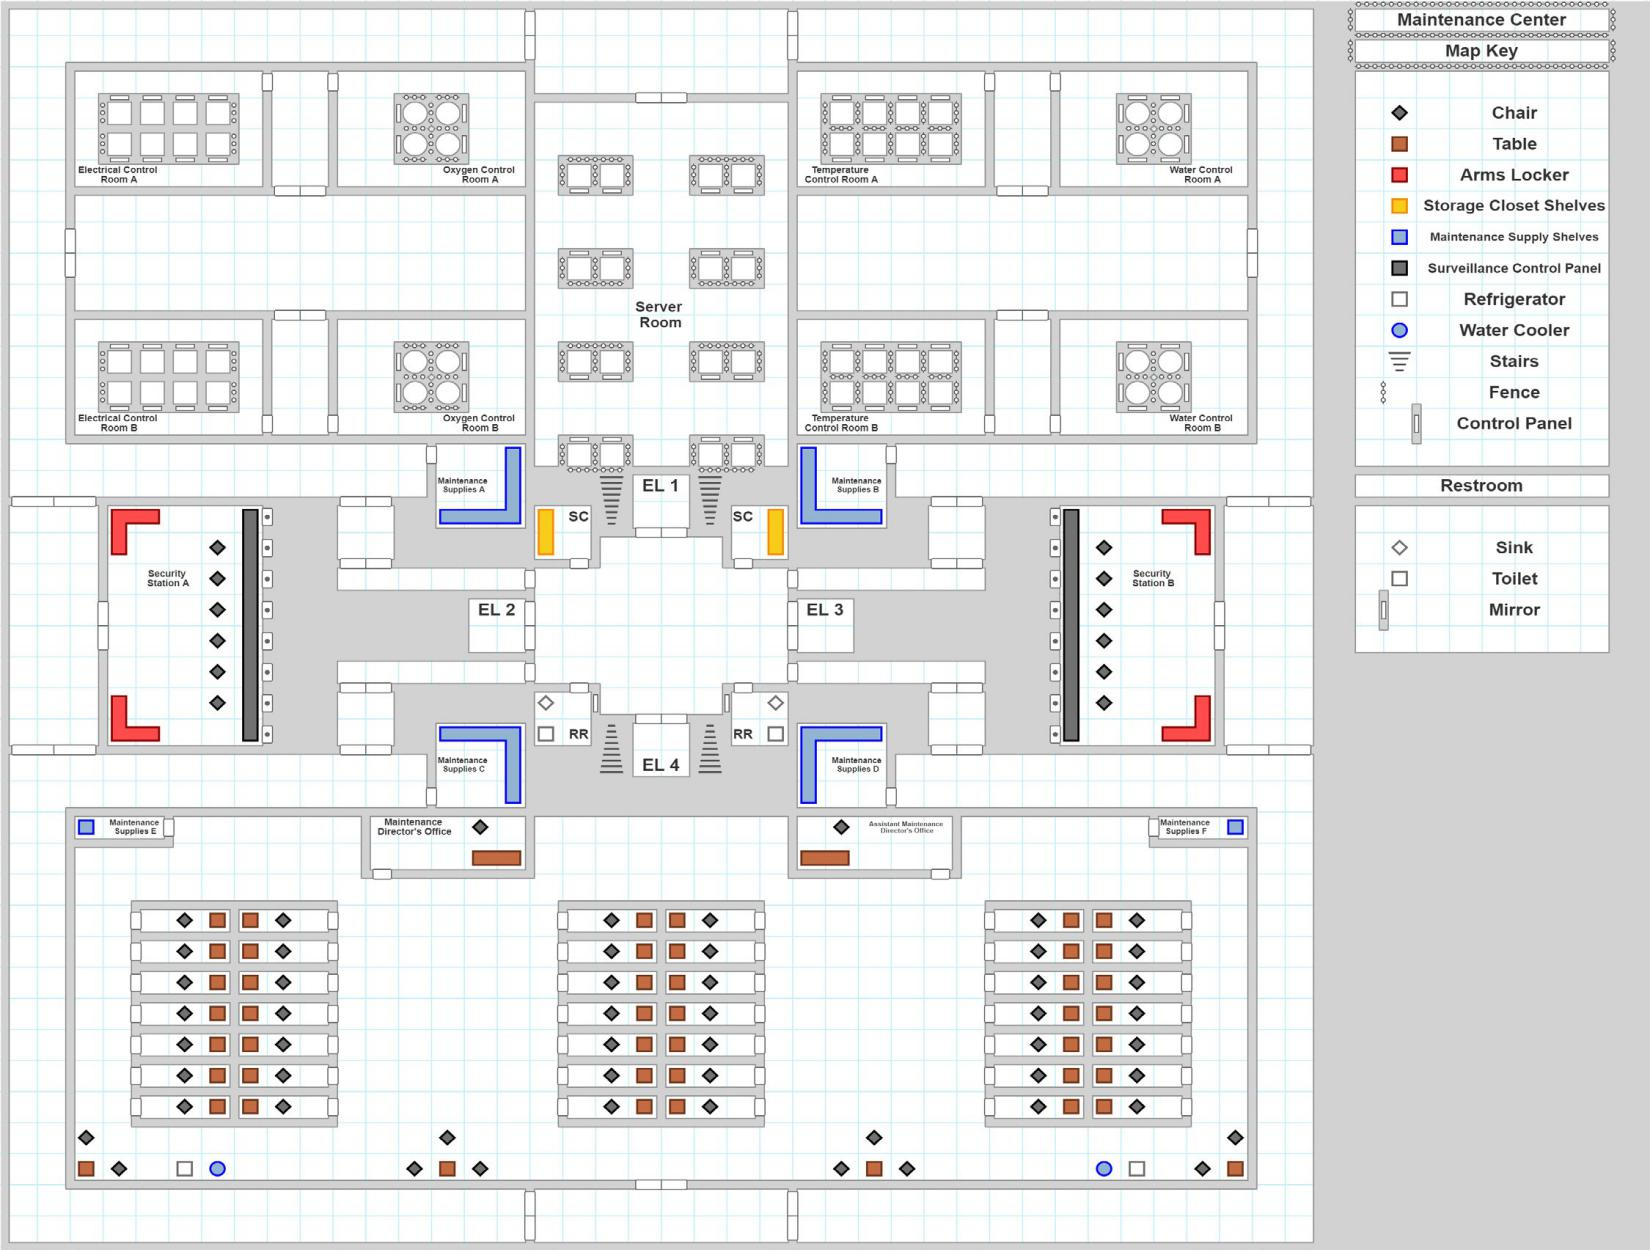 Maintenance Center
Map Key
Chair
Table
Arms Locker
Storage Closet Shelves
Maintenance Supply Shelves
Surveillance Control Panel
Refrigerator
Water Cooler
Stairs
Fence
Control Panel
Restroom
Sink
Toilet
Mirror
Electrical Control
Room A
Oxygen Control
Room A
Temperature
Control Room A
Water Control
Room A
Server
Room
Electrical Control
Room B
Oxygen Control
Room B
Temperature
Control Room B
Water Control
Room B
Maintenance
Supplies A
EL 1
Maintenance
Supplies B
SC
SC
Security
Station A
Security
Station B
EL 2
EL 3
RR
RR
Maintenance
Supplies C
EL 4
Maintenance
Supplies D
Maintenance
Supplies E
Maintenance
Director's Office
Assistant Maintenance
Director's Office
Maintenance
Supplies F